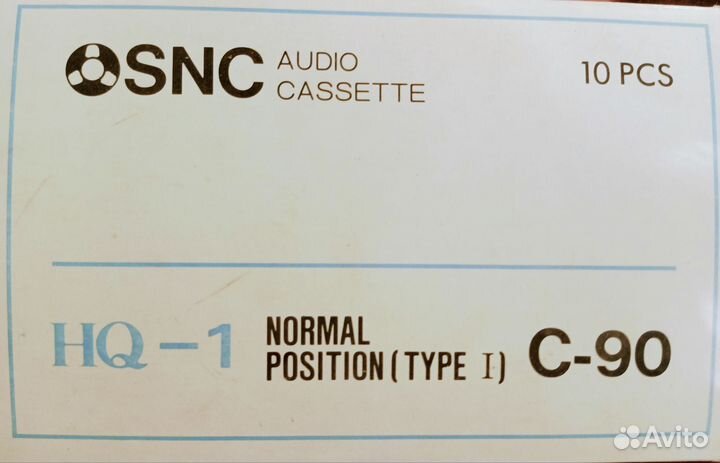 SNC AUDIO CASSETTE
10 PCS
HQ-1 NORMAL POSITION (TYPE I) C-90
Avito